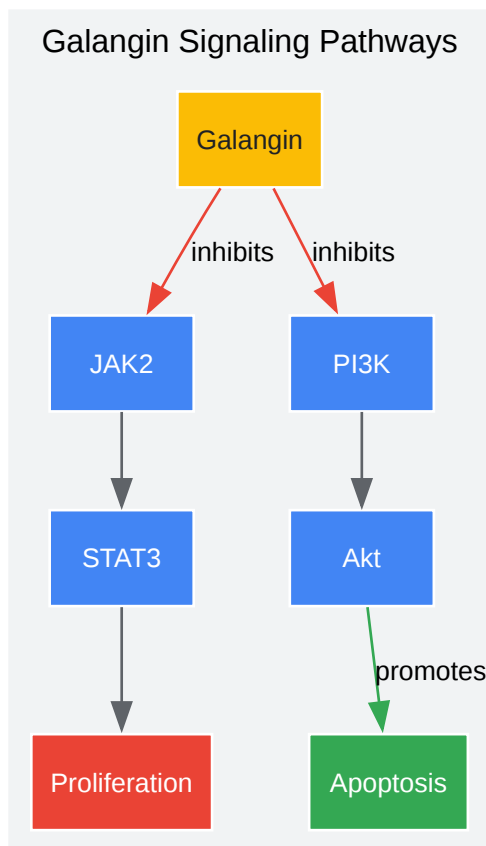 Galangin Signaling Pathways
Galangin
inhibits
inhibits
JAK2
PI3K
STAT3
Akt
promotes
Proliferation
Apoptosis